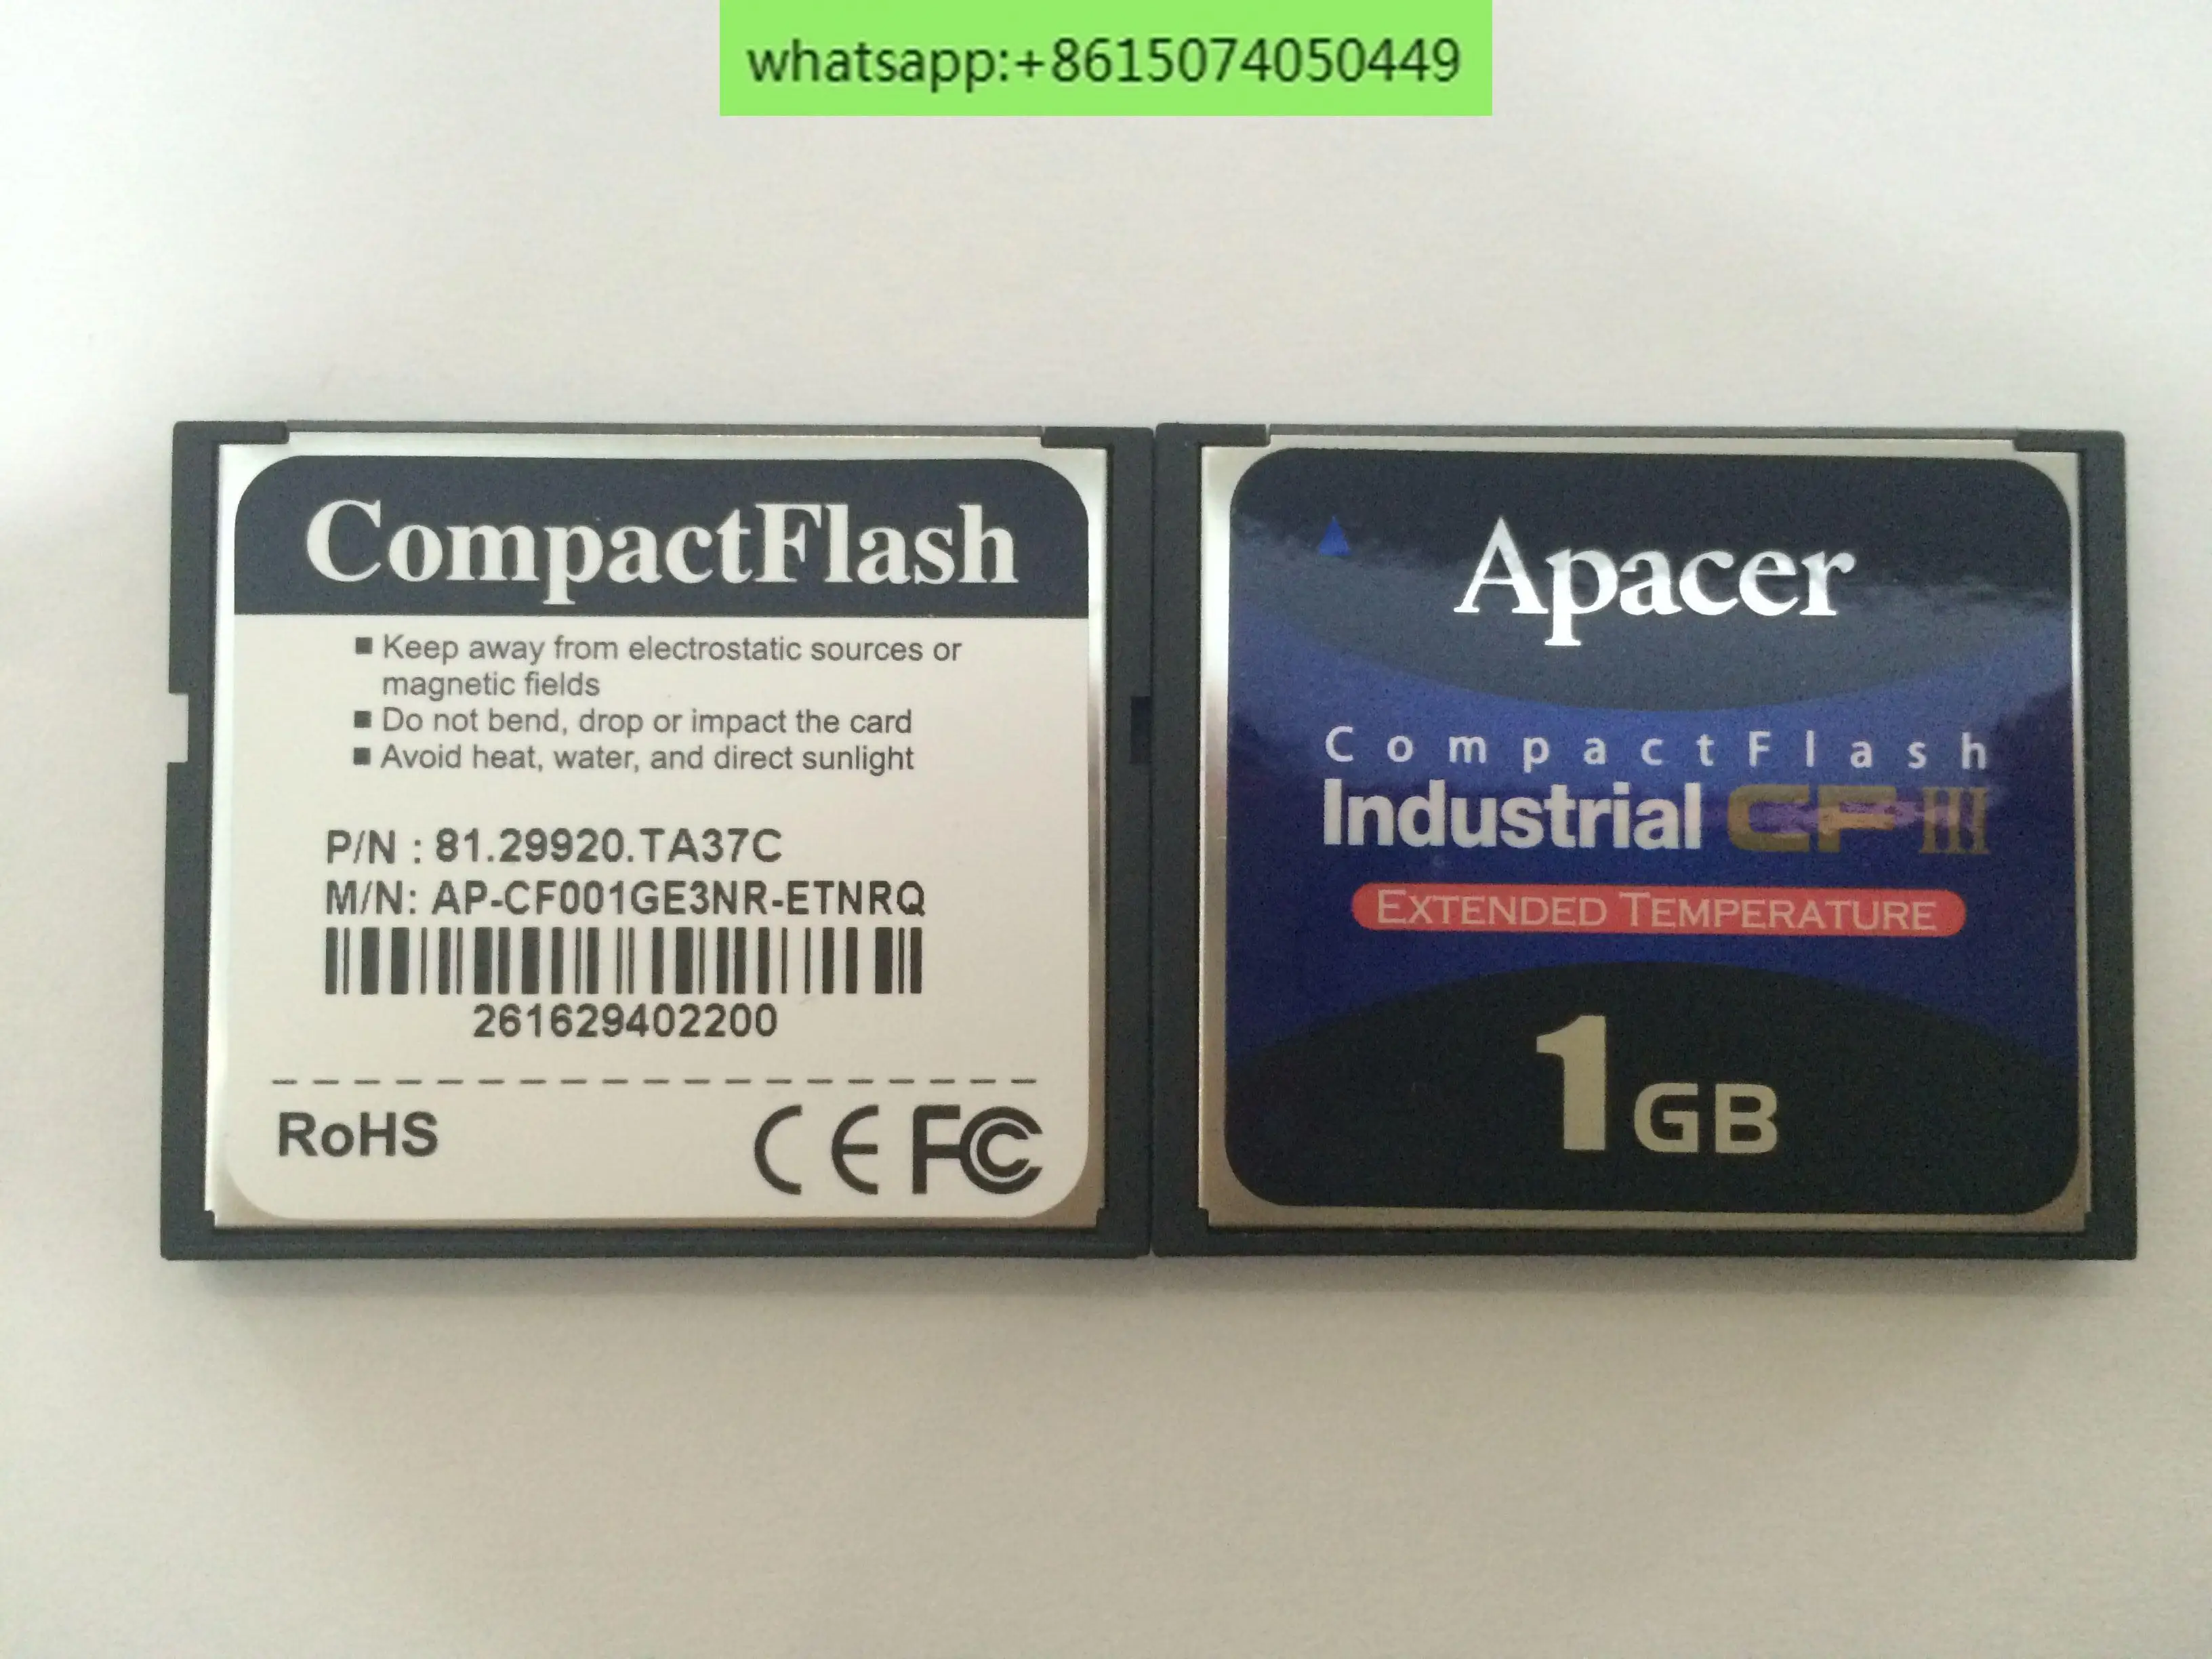 whatsapp:+8615074050449
CompactFlash
■ Keep away from electrostatic sources or
magnetic fields
■ Do not bend, drop or impact the card
■ Avoid heat, water, and direct sunlight
P/N : 81.29920.TA37C
M/N: AP-CF001GE3NR-ETNRQ
261629402200
RoHS CE FC
Apacer
CompactFlash
Industrial CF III
EXTENDED TEMPERATURE
1GB